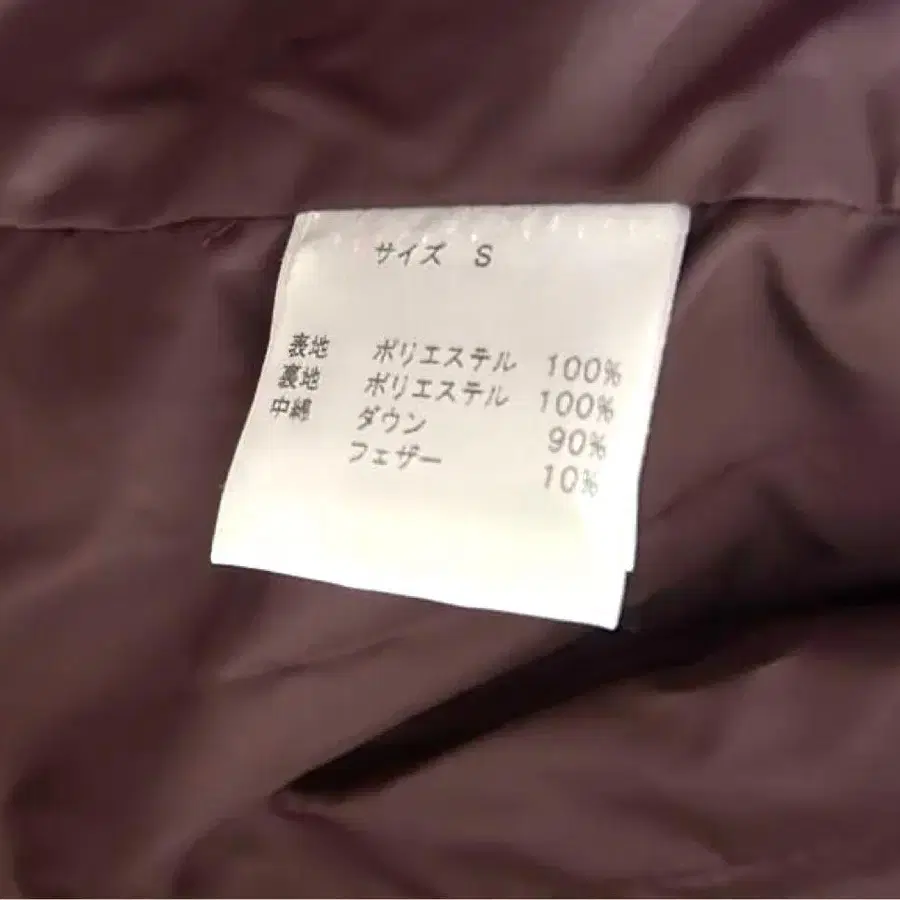 サイズ S
表地 ポリエステル 100%
裏地 ポリエステル 100%
中綿 ダウン 90%
フェザー 10%